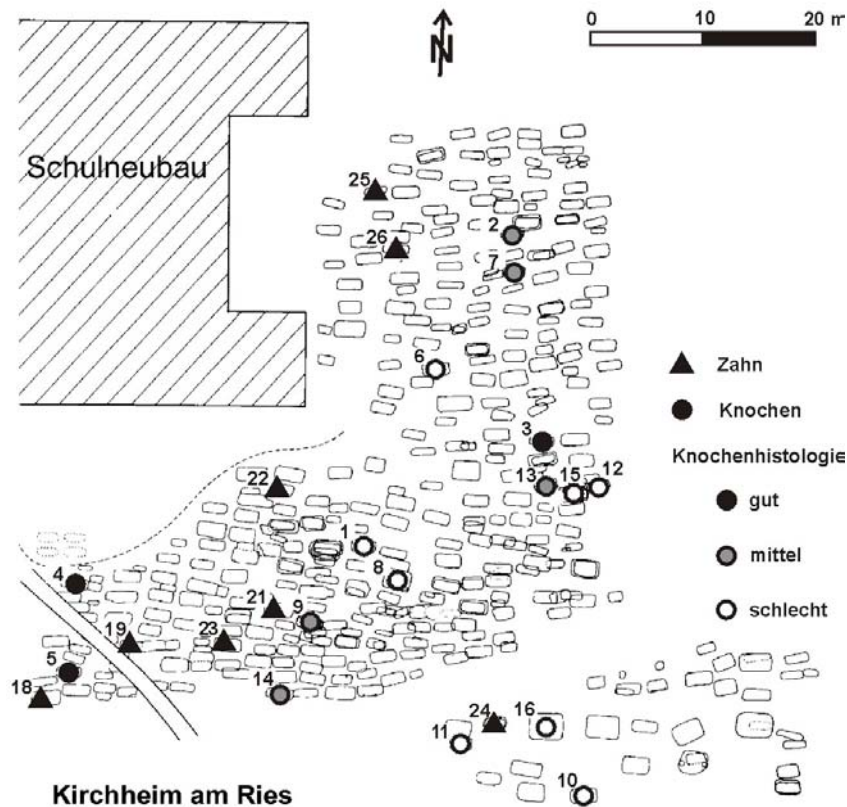 0 10 20 m
N
Schulneubau
25
2
26
7
6
Zahn
Knochen
3
Knochenhistologie
13 15 12
22
gut
1
mittel
4
8
schlecht
21 9
19 23
5
14
18
24 16
11
10
Kirchheim am Ries